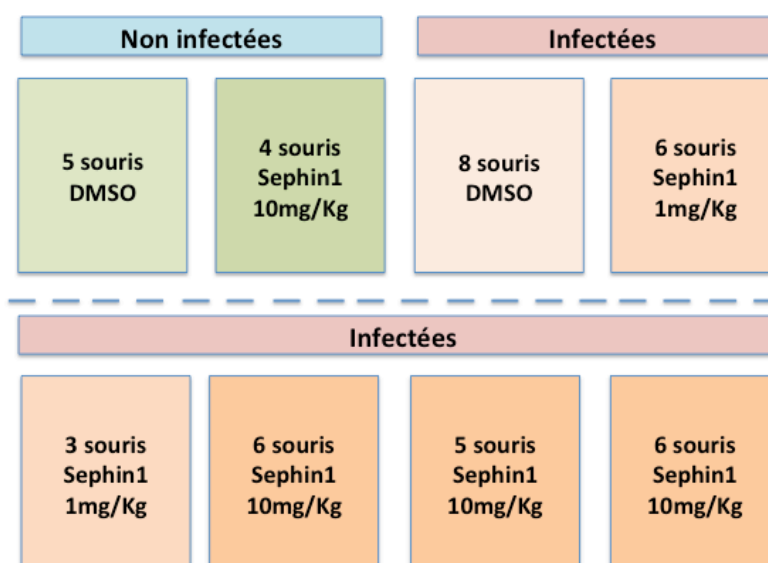 Non infectées
Infectées
5 souris
DMSO
4 souris
Sephin1
10mg/Kg
8 souris
DMSO
6 souris
Sephin1
1mg/Kg
Infectées
3 souris
Sephin1
1mg/Kg
6 souris
Sephin1
10mg/Kg
5 souris
Sephin1
10mg/Kg
6 souris
Sephin1
10mg/Kg